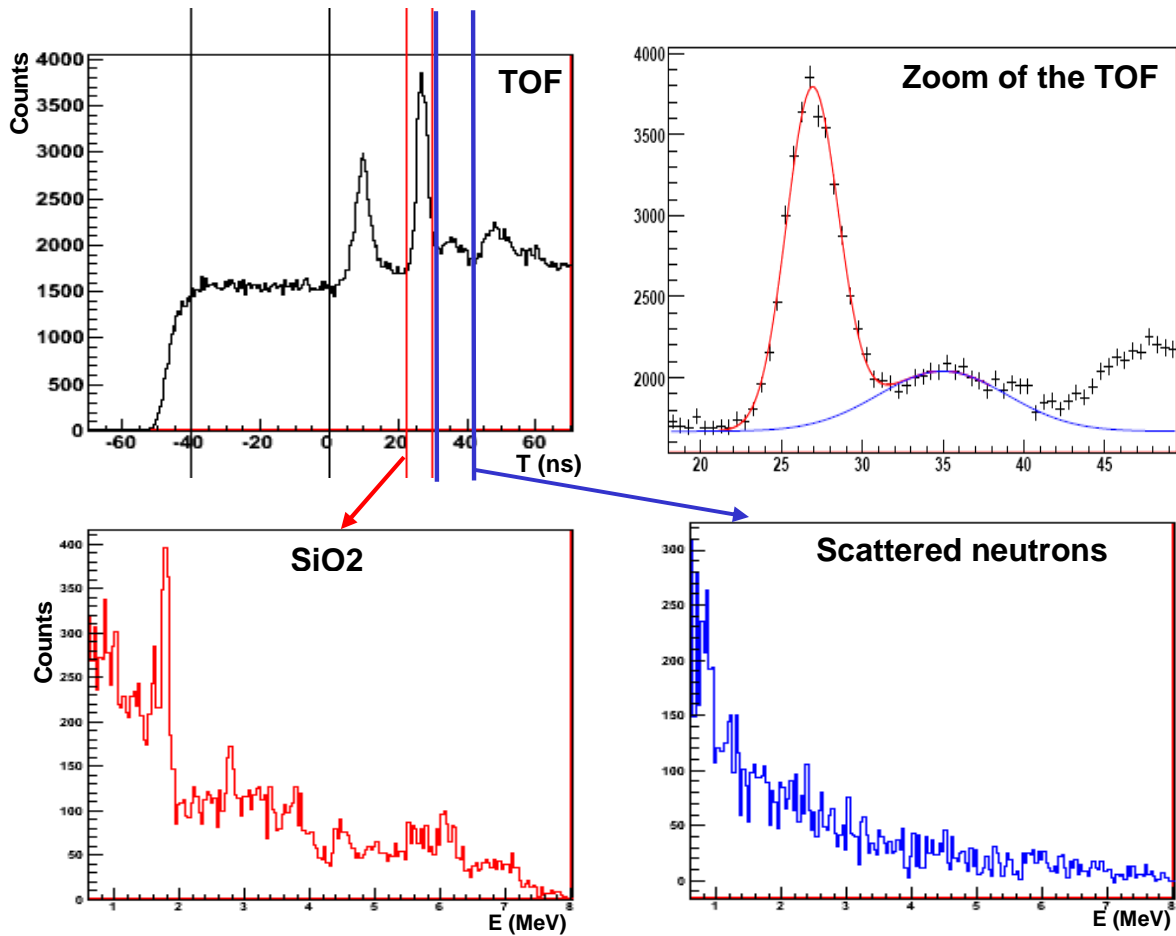 TOF
Counts
4000
3500
3000
2500
2000
1500
1000
500
0
-60 -40 -20 0 20 40 60
T (ns)
Zoom of the TOF
4000
3500
3000
2500
2000
20 25 30 35 40 45
SiO2
Counts
400
350
300
250
200
150
100
50
0
1 2 3 4 5 6 7 8
E (MeV)
Scattered neutrons
300
250
200
150
100
50
0
1 2 3 4 5 6 7 8
E (MeV)